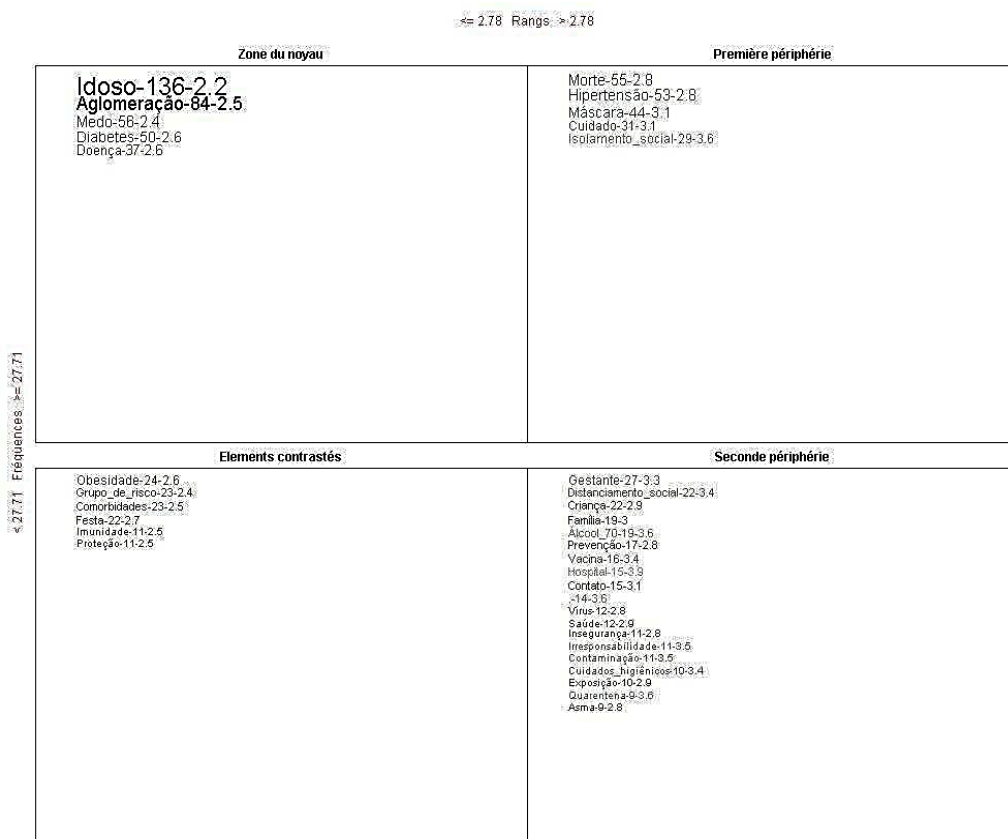 <= 2.78 Rangs > 2.78
Zone du noyau
Idoso-136-2.2
Aglomeração-84-2.5
Medo-56-2.4
Diabetes-50-2.6
Doença-37-2.6
Première périphérie
Morte-55-2.8
Hipertensão-53-2.8
Máscara-44-3.1
Cuidado-31-3.1
Isolamento_social-29-3.6
< 27.71 Fréquences >= 27.71
Elements contrastés
Obesidade-24-2.6
Grupo_de_risco-23-2.4
Comorbidades-23-2.5
Festa-22-2.7
Imunidade-11-2.5
Proteção-11-2.5
Seconde périphérie
Gestante-27-3.3
Distanciamento_social-22-3.4
Criança-22-2.9
Família-19-3
Álcool_70-19-3.6
Prevenção-17-2.8
Vacina-16-3.4
Hospital-15-3.9
Contato-15-3.1
-14-3.6
Vírus-12-2.8
Saúde-12-2.9
Insegurança-11-2.8
Irresponsabilidade-11-3.5
Contaminação-11-3.5
Cuidados_higiênicos-10-3.4
Exposição-10-2.9
Quarentena-9-3.6
Asma-9-2.8